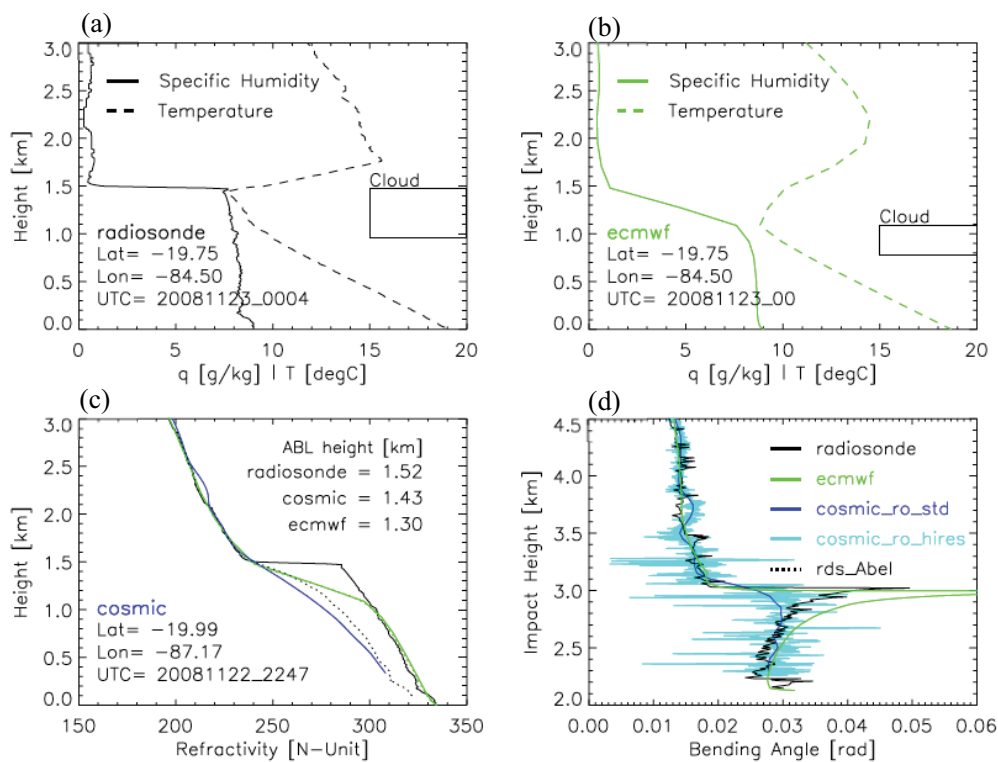 (a)
3.0
2.5
2.0
1.5
1.0
0.5
0.0
Height [km]
Specific Humidity
Temperature
Cloud
radiosonde
Lat= −19.75
Lon= −84.50
UTC= 20081123_0004
0
5
10
15
20
q [g/kg] | T [degC]
(b)
3.0
2.5
2.0
1.5
1.0
0.5
0.0
Height [km]
Specific Humidity
Temperature
Cloud
ecmwf
Lat= −19.75
Lon= −84.50
UTC= 20081123_00
0
5
10
15
20
q [g/kg] | T [degC]
(c)
3.0
2.5
2.0
1.5
1.0
0.5
0.0
Height [km]
ABL height [km]
radiosonde = 1.52
cosmic = 1.43
ecmwf = 1.30
cosmic
Lat= −19.99
Lon= −87.17
UTC= 20081122_2247
150
200
250
300
350
Refractivity [N−Unit]
(d)
4.5
4.0
3.5
3.0
2.5
2.0
Impact Height [km]
radiosonde
ecmwf
cosmic_ro_std
cosmic_ro_hires
rds_Abel
0.00
0.01
0.02
0.03
0.04
0.05
0.06
Bending Angle [rad]